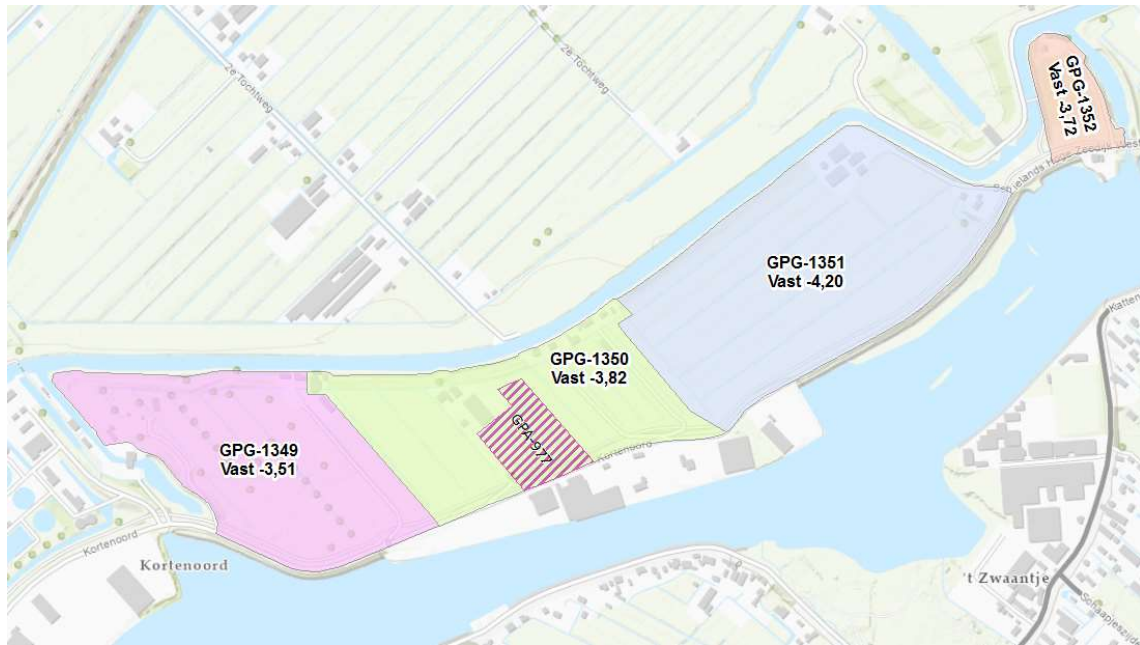 2e Tochtweg
2e Tochtweg
GPG-1352
Vast -3,72
GPG-1351
Vast -4,20
GPG-1350
Vast -3,82
GPA-977
GPG-1349
Vast -3,51
Kortenoord
Kortenoord
Kortenoord
't Zwaantje
Schaapjeszijde